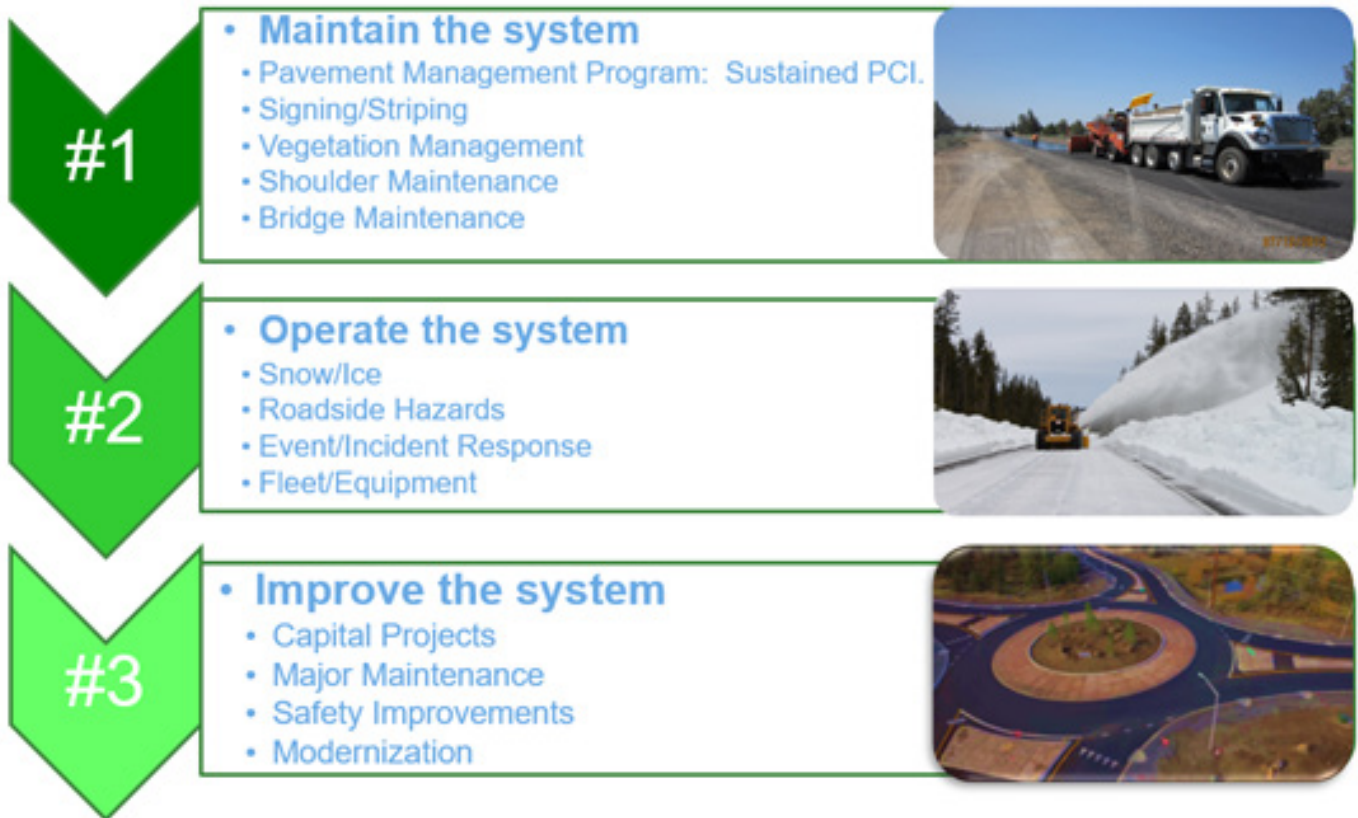 #1
• Maintain the system
• Pavement Management Program: Sustained PCI.
• Signing/Striping
• Vegetation Management
• Shoulder Maintenance
• Bridge Maintenance
#2
• Operate the system
• Snow/Ice
• Roadside Hazards
• Event/Incident Response
• Fleet/Equipment
#3
• Improve the system
• Capital Projects
• Major Maintenance
• Safety Improvements
• Modernization